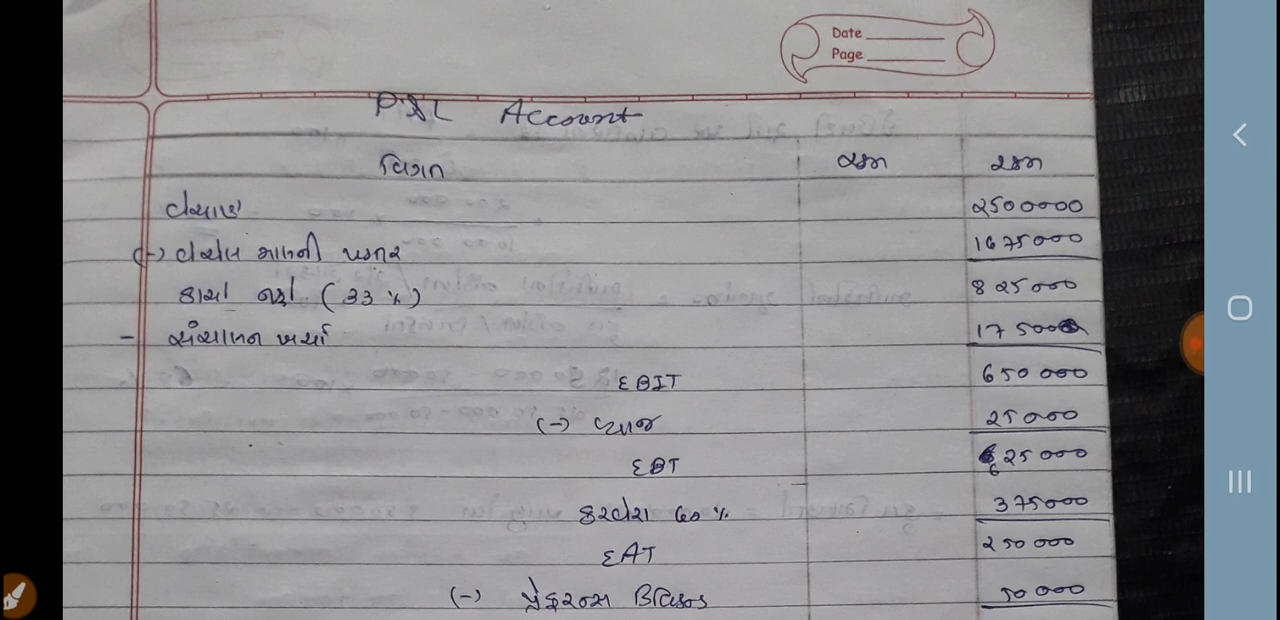 Date
Page
P&L Account
વિગત રકમ રકમ
વેચાણ 2500000
(-) વેચેલ માલની પડતર 1675000
કાચો નફો (33 %) 825000
- સંચાલન ખર્ચા 175000
EBIT 650000
(-) વ્યાજ 25000
EBT 625000
કરવેરા ૬૦ % 375000
EAT 250000
(-) પ્રેફરન્સ ડિવિડન્ડ 50000